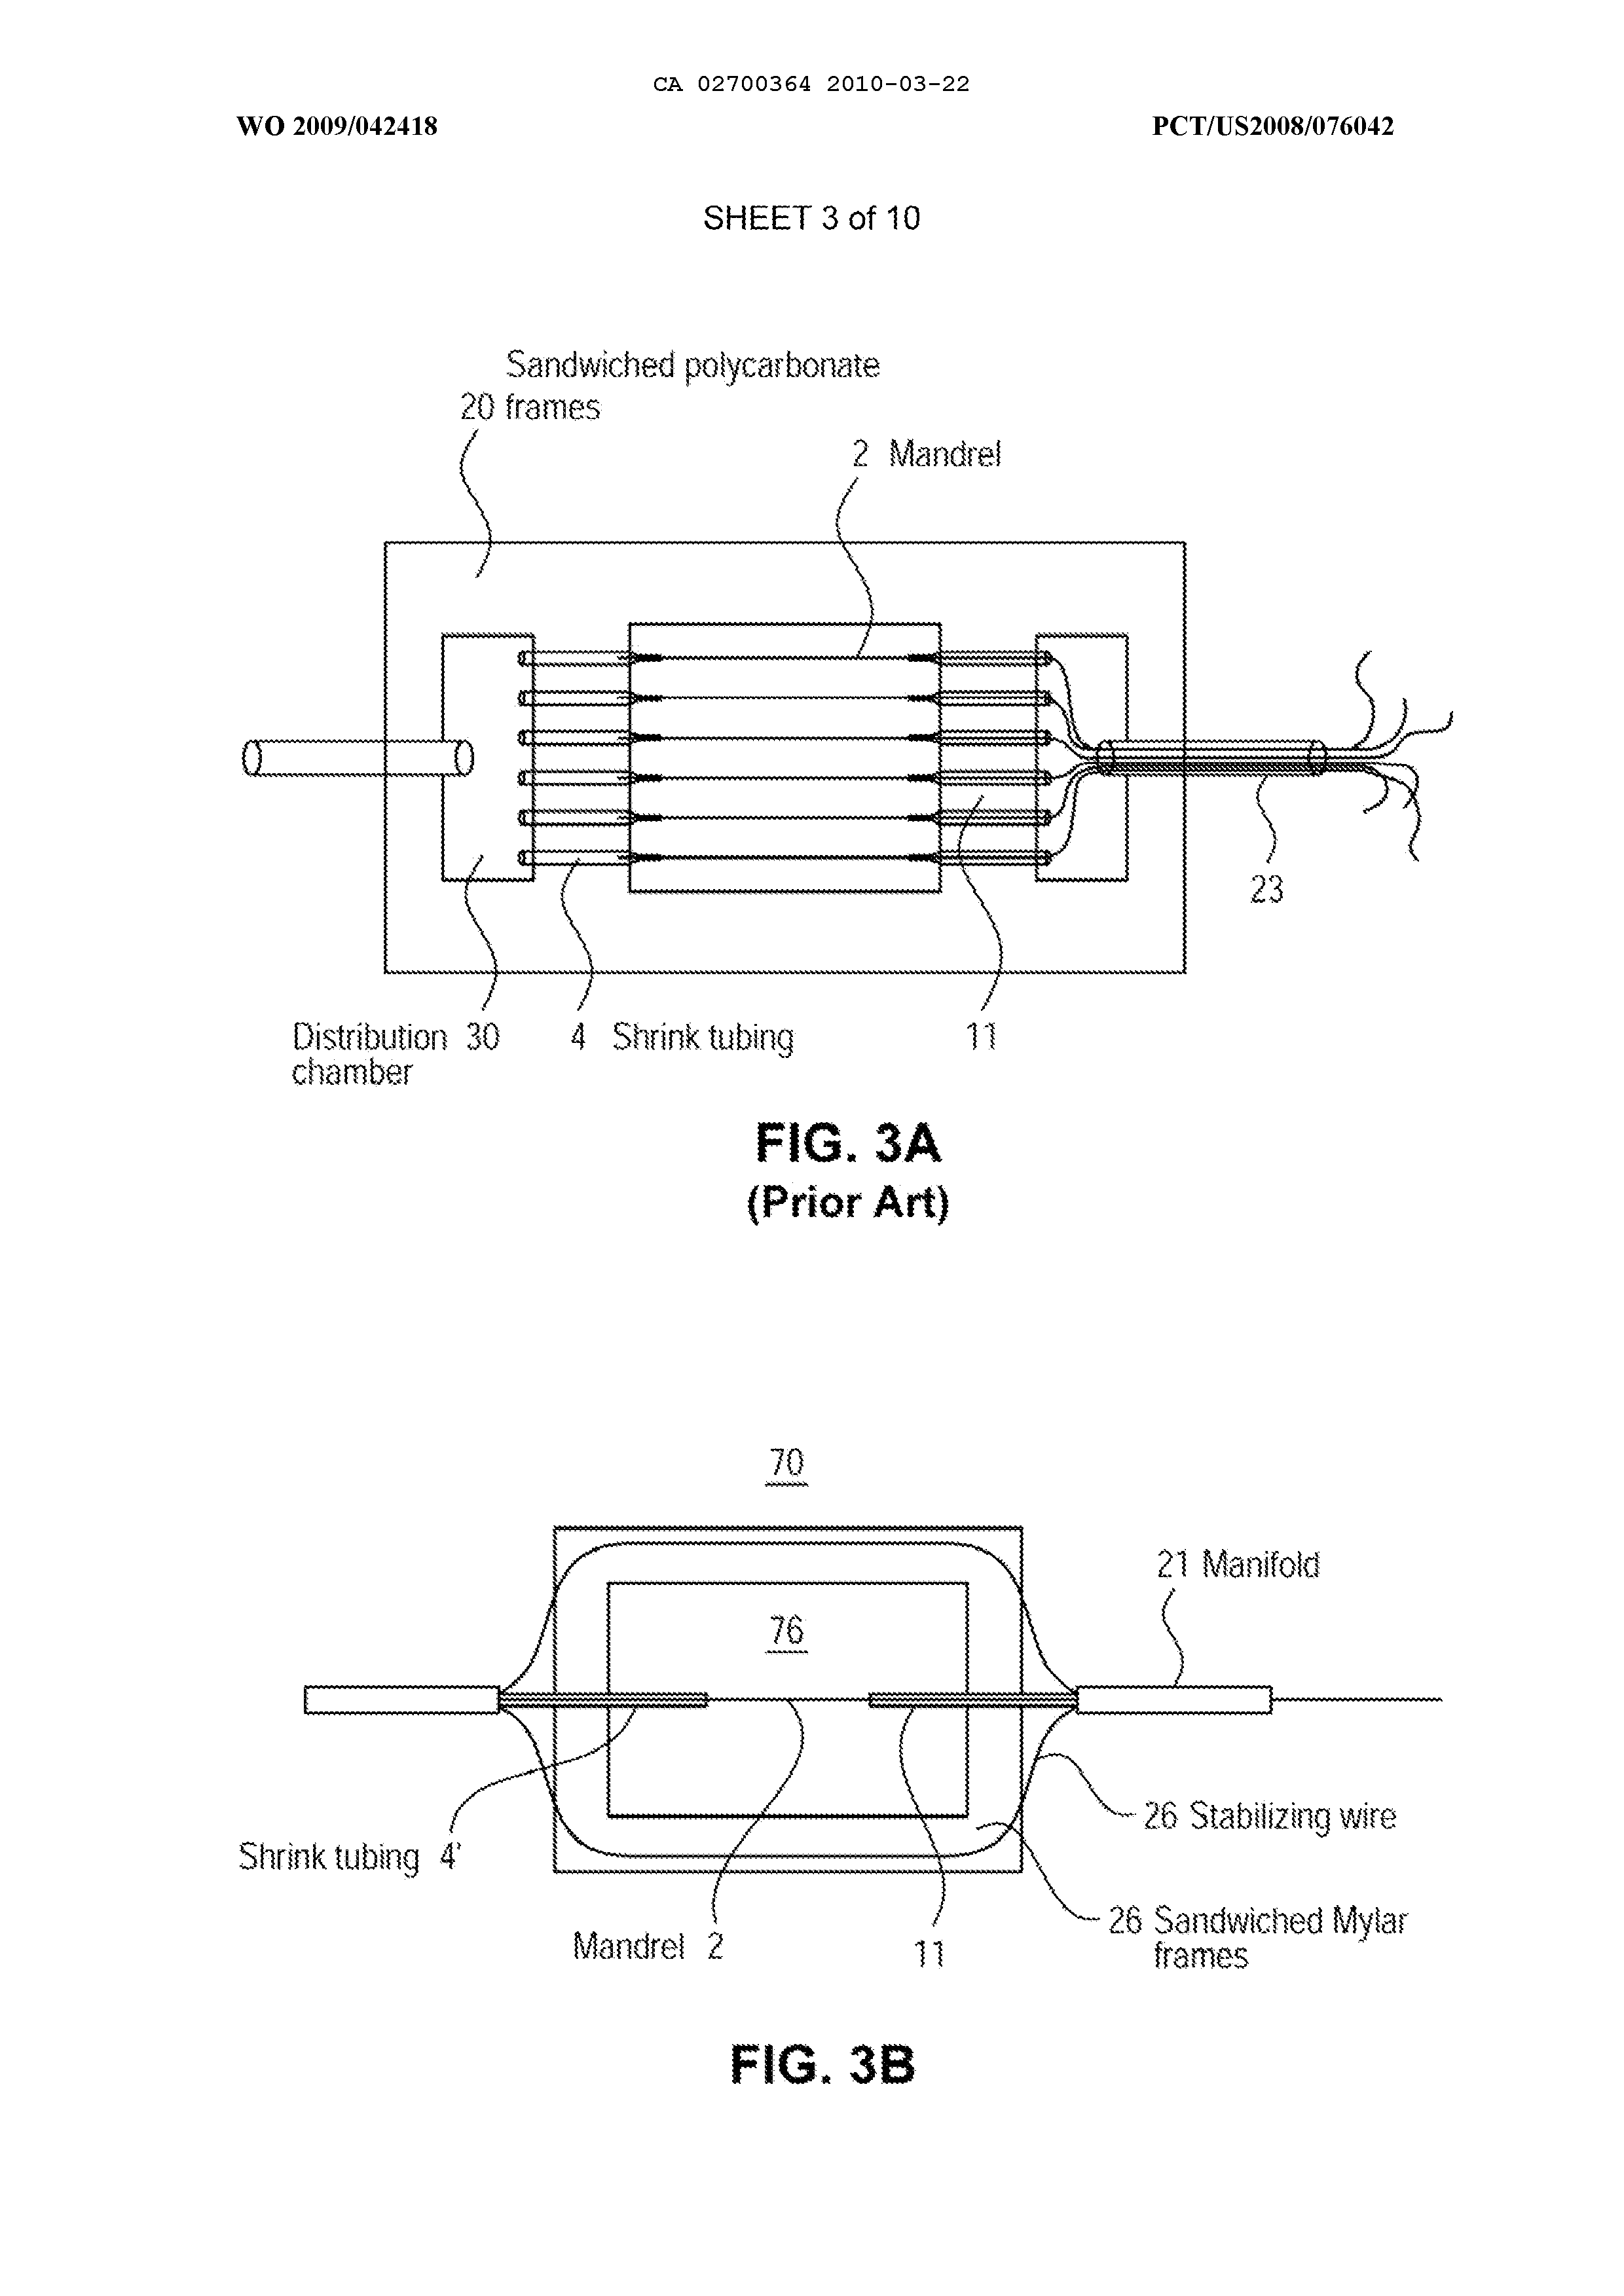 CA 02700364 2010-03-22
WO 2009/042418
PCT/US2008/076042
SHEET 3 of 10
Sandwiched polycarbonate
20 frames
2 Mandrel
23
Distribution 30
chamber
4 Shrink tubing
11
FIG. 3A
(Prior Art)
70
21 Manifold
76
26 Stabilizing wire
Shrink tubing 4'
26 Sandwiched Mylar
frames
Mandrel 2
11
FIG. 3B